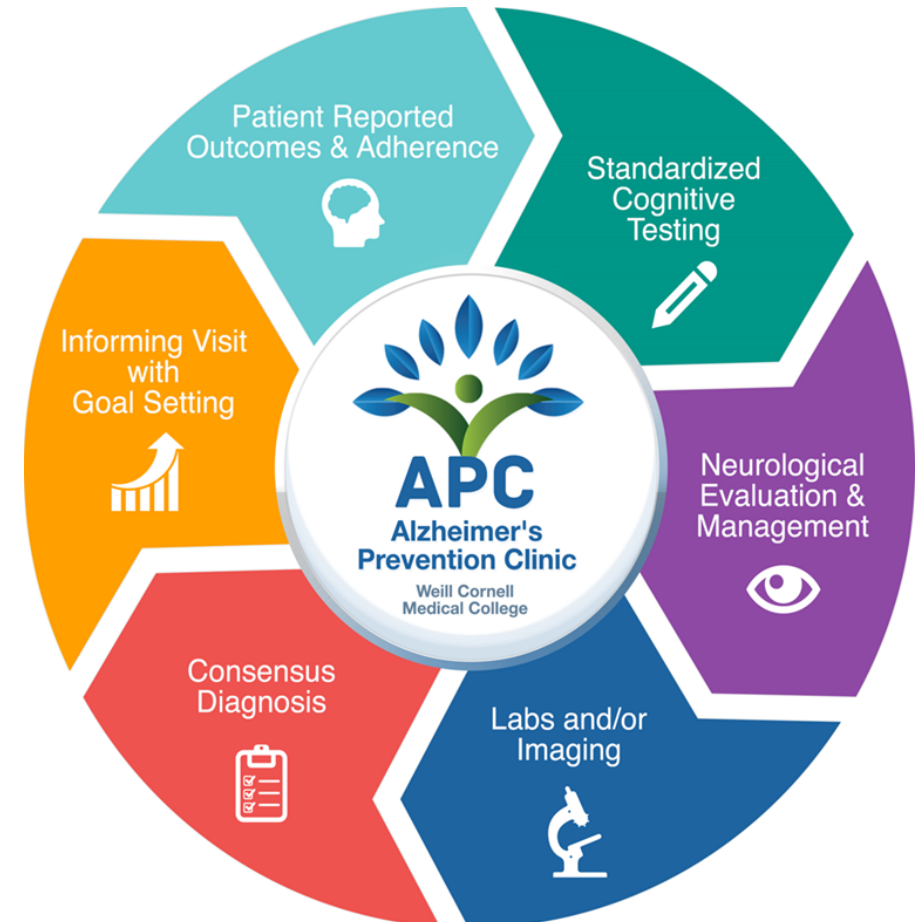 Patient Reported
Outcomes & Adherence
Standardized
Cognitive
Testing
Neurological
Evaluation &
Management
Labs and/or
Imaging
Consensus
Diagnosis
Informing Visit
with
Goal Setting
APC
Alzheimer's
Prevention Clinic
Weill Cornell
Medical College